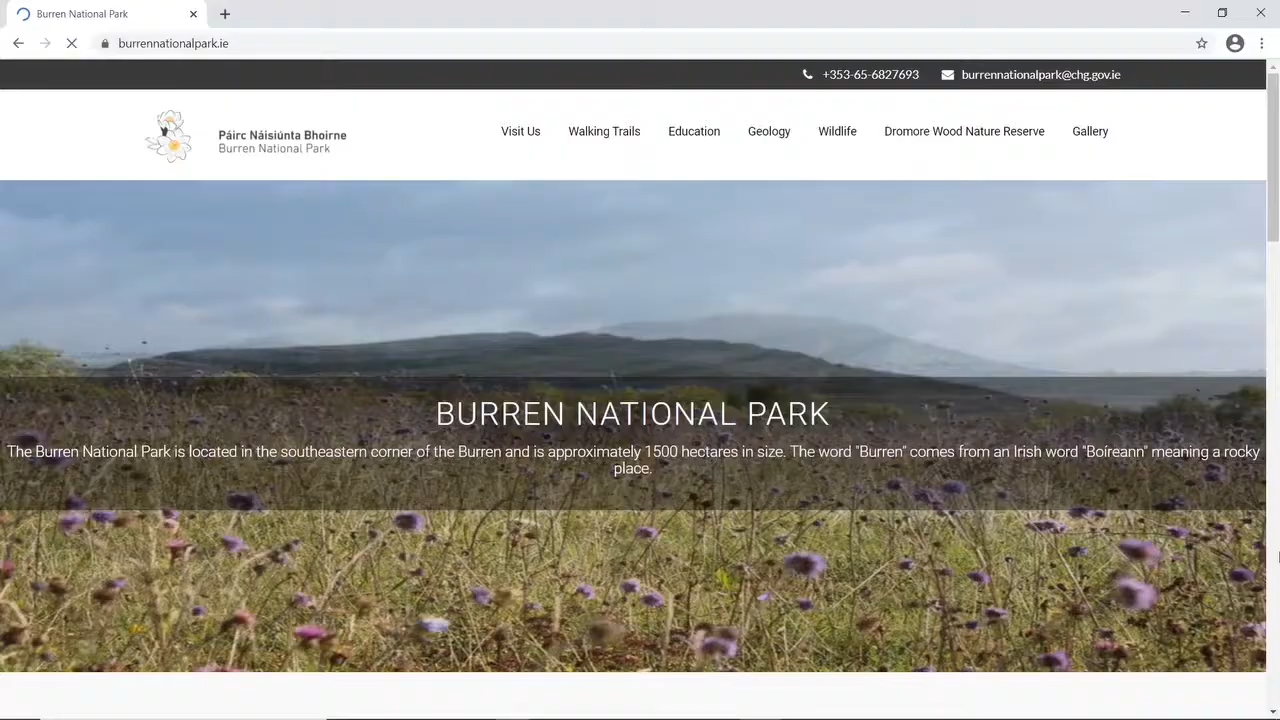 Burren National Park
burrennationalpark.ie
+353-65-6827693 burrennationalpark@chg.gov.ie
Páirc Náisiúnta Bhoirne
Burren National Park
Visit Us Walking Trails Education Geology Wildlife Dromore Wood Nature Reserve Gallery
BURREN NATIONAL PARK
The Burren National Park is located in the southeastern corner of the Burren and is approximately 1500 hectares in size. The word "Burren" comes from an Irish word "Boíreann" meaning a rocky
place.